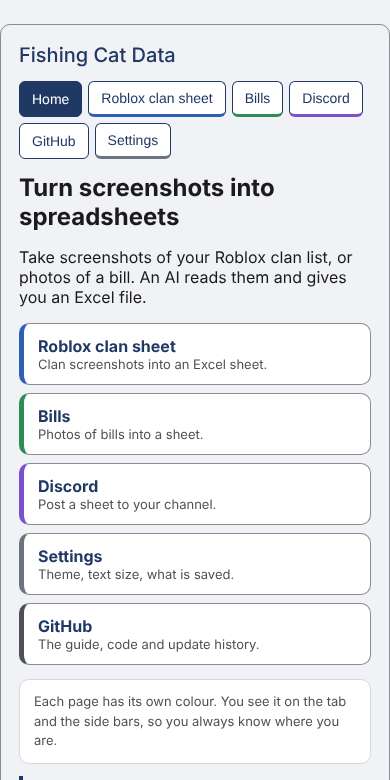 Fishing Cat Data
Home
Roblox clan sheet
Bills
Discord
GitHub
Settings
Turn screenshots into
spreadsheets
Take screenshots of your Roblox clan list, or
photos of a bill. An AI reads them and gives
you an Excel file.
Roblox clan sheet
Clan screenshots into an Excel sheet.
Bills
Photos of bills into a sheet.
Discord
Post a sheet to your channel.
Settings
Theme, text size, what is saved.
GitHub
The guide, code and update history.
Each page has its own colour. You see it on the tab
and the side bars, so you always know where you
are.